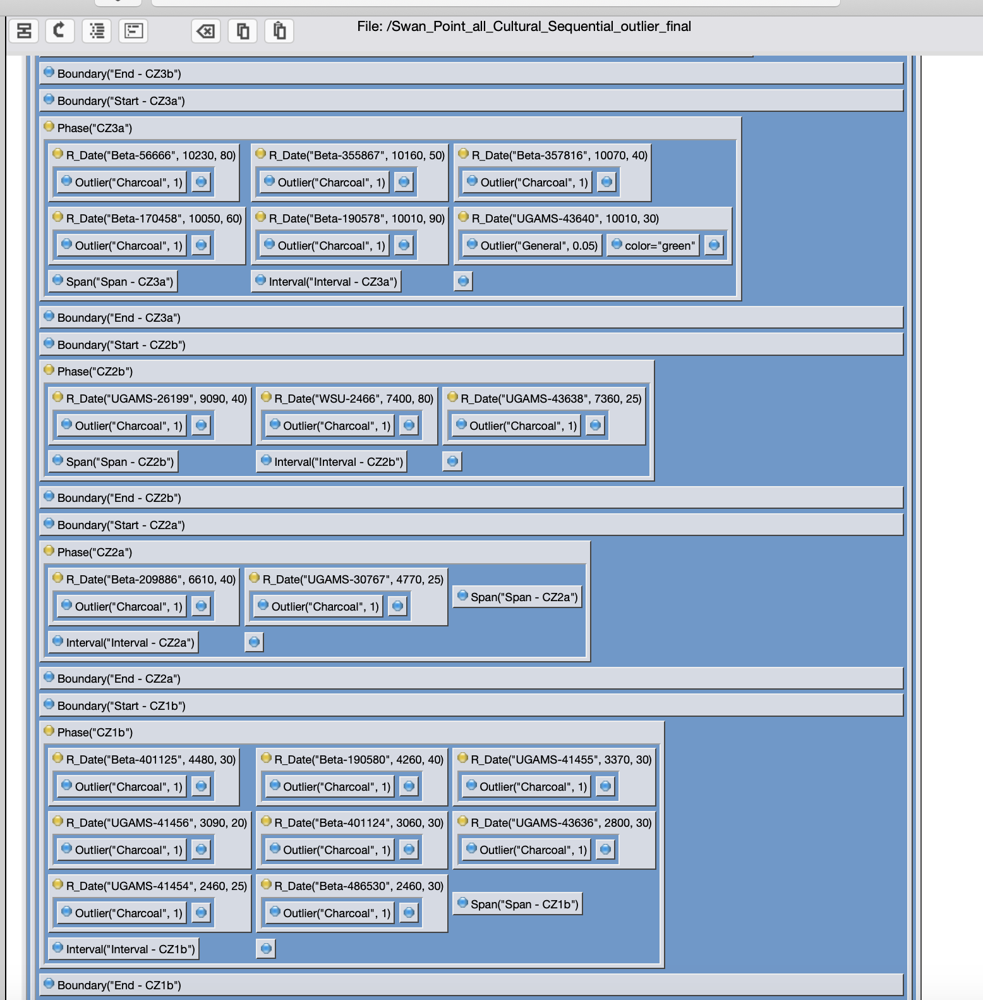 File: /Swan_Point_all_Cultural_Sequential_outlier_final
Boundary("End - CZ3b")
Boundary("Start - CZ3a")
Phase("CZ3a")
R_Date("Beta-56666", 10230, 80) R_Date("Beta-355867", 10160, 50) R_Date("Beta-357816", 10070, 40)
Outlier("Charcoal", 1) Outlier("Charcoal", 1) Outlier("Charcoal", 1)
R_Date("Beta-170458", 10050, 60) R_Date("Beta-190578", 10010, 90) R_Date("UGAMS-43640", 10010, 30)
Outlier("Charcoal", 1) Outlier("Charcoal", 1) Outlier("General", 0.05) color="green"
Span("Span - CZ3a") Interval("Interval - CZ3a")
Boundary("End - CZ3a")
Boundary("Start - CZ2b")
Phase("CZ2b")
R_Date("UGAMS-26199", 9090, 40) R_Date("WSU-2466", 7400, 80) R_Date("UGAMS-43638", 7360, 25)
Outlier("Charcoal", 1) Outlier("Charcoal", 1) Outlier("Charcoal", 1)
Span("Span - CZ2b") Interval("Interval - CZ2b")
Boundary("End - CZ2b")
Boundary("Start - CZ2a")
Phase("CZ2a")
R_Date("Beta-209886", 6610, 40) R_Date("UGAMS-30767", 4770, 25)
Span("Span - CZ2a")
Outlier("Charcoal", 1) Outlier("Charcoal", 1)
Interval("Interval - CZ2a")
Boundary("End - CZ2a")
Boundary("Start - CZ1b")
Phase("CZ1b")
R_Date("Beta-401125", 4480, 30) R_Date("Beta-190580", 4260, 40) R_Date("UGAMS-41455", 3370, 30)
Outlier("Charcoal", 1) Outlier("Charcoal", 1) Outlier("Charcoal", 1)
R_Date("UGAMS-41456", 3090, 20) R_Date("Beta-401124", 3060, 30) R_Date("UGAMS-43636", 2800, 30)
Outlier("Charcoal", 1) Outlier("Charcoal", 1) Outlier("Charcoal", 1)
R_Date("UGAMS-41454", 2460, 25) R_Date("Beta-486530", 2460, 30)
Span("Span - CZ1b")
Outlier("Charcoal", 1) Outlier("Charcoal", 1)
Interval("Interval - CZ1b")
Boundary("End - CZ1b")